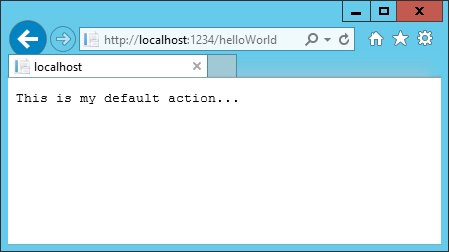 http://localhost:1234/helloWorld
localhost
This is my default action...